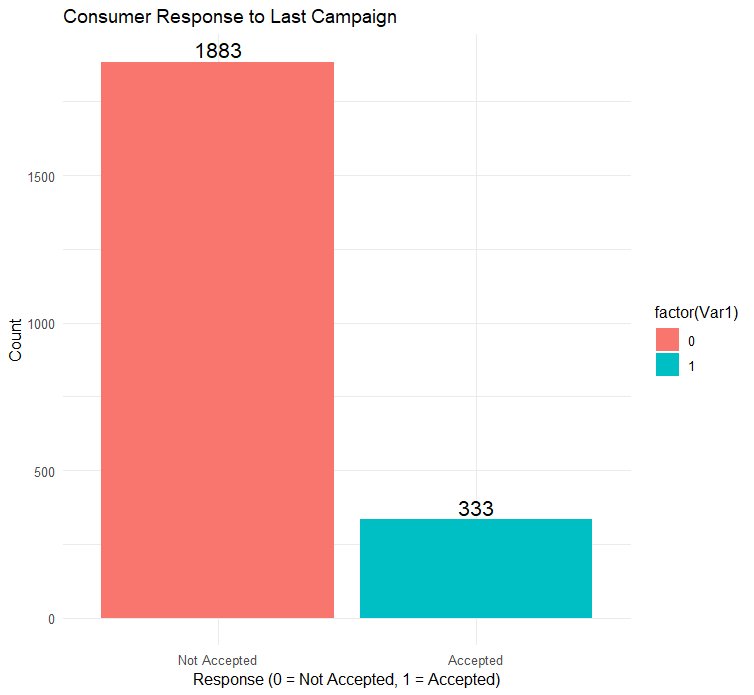 Consumer Response to Last Campaign
1883
1500
1000
500
0
333
Count
Not Accepted
Accepted
Response (0 = Not Accepted, 1 = Accepted)
factor(Var1)
0
1